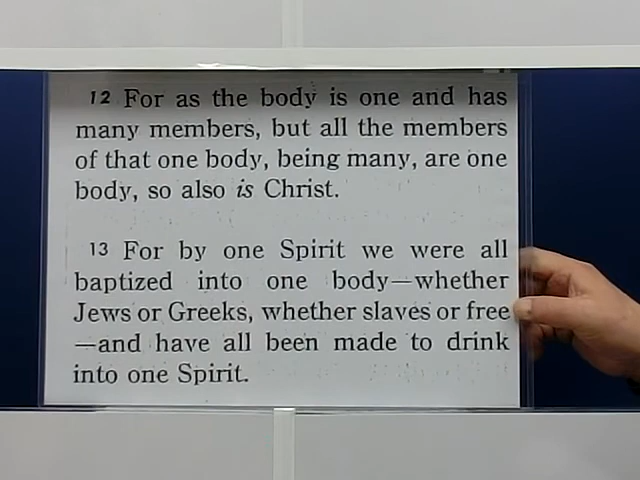 12 For as the body is one and has
many members, but all the members
of that one body, being many, are one
body, so also is Christ.
13 For by one Spirit we were all
baptized into one body—whether
Jews or Greeks, whether slaves or free
—and have all been made to drink
into one Spirit.